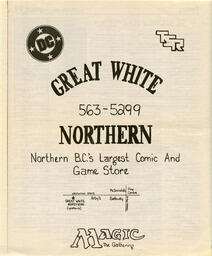 DC
TSR
GREAT WHITE
563-5299
NORTHERN
Northern B.C.'s Largest Comic And
Game Store
McDonalds
GREAT WHITE
NORTHERN
Arby's
MAGIC
The Gathering